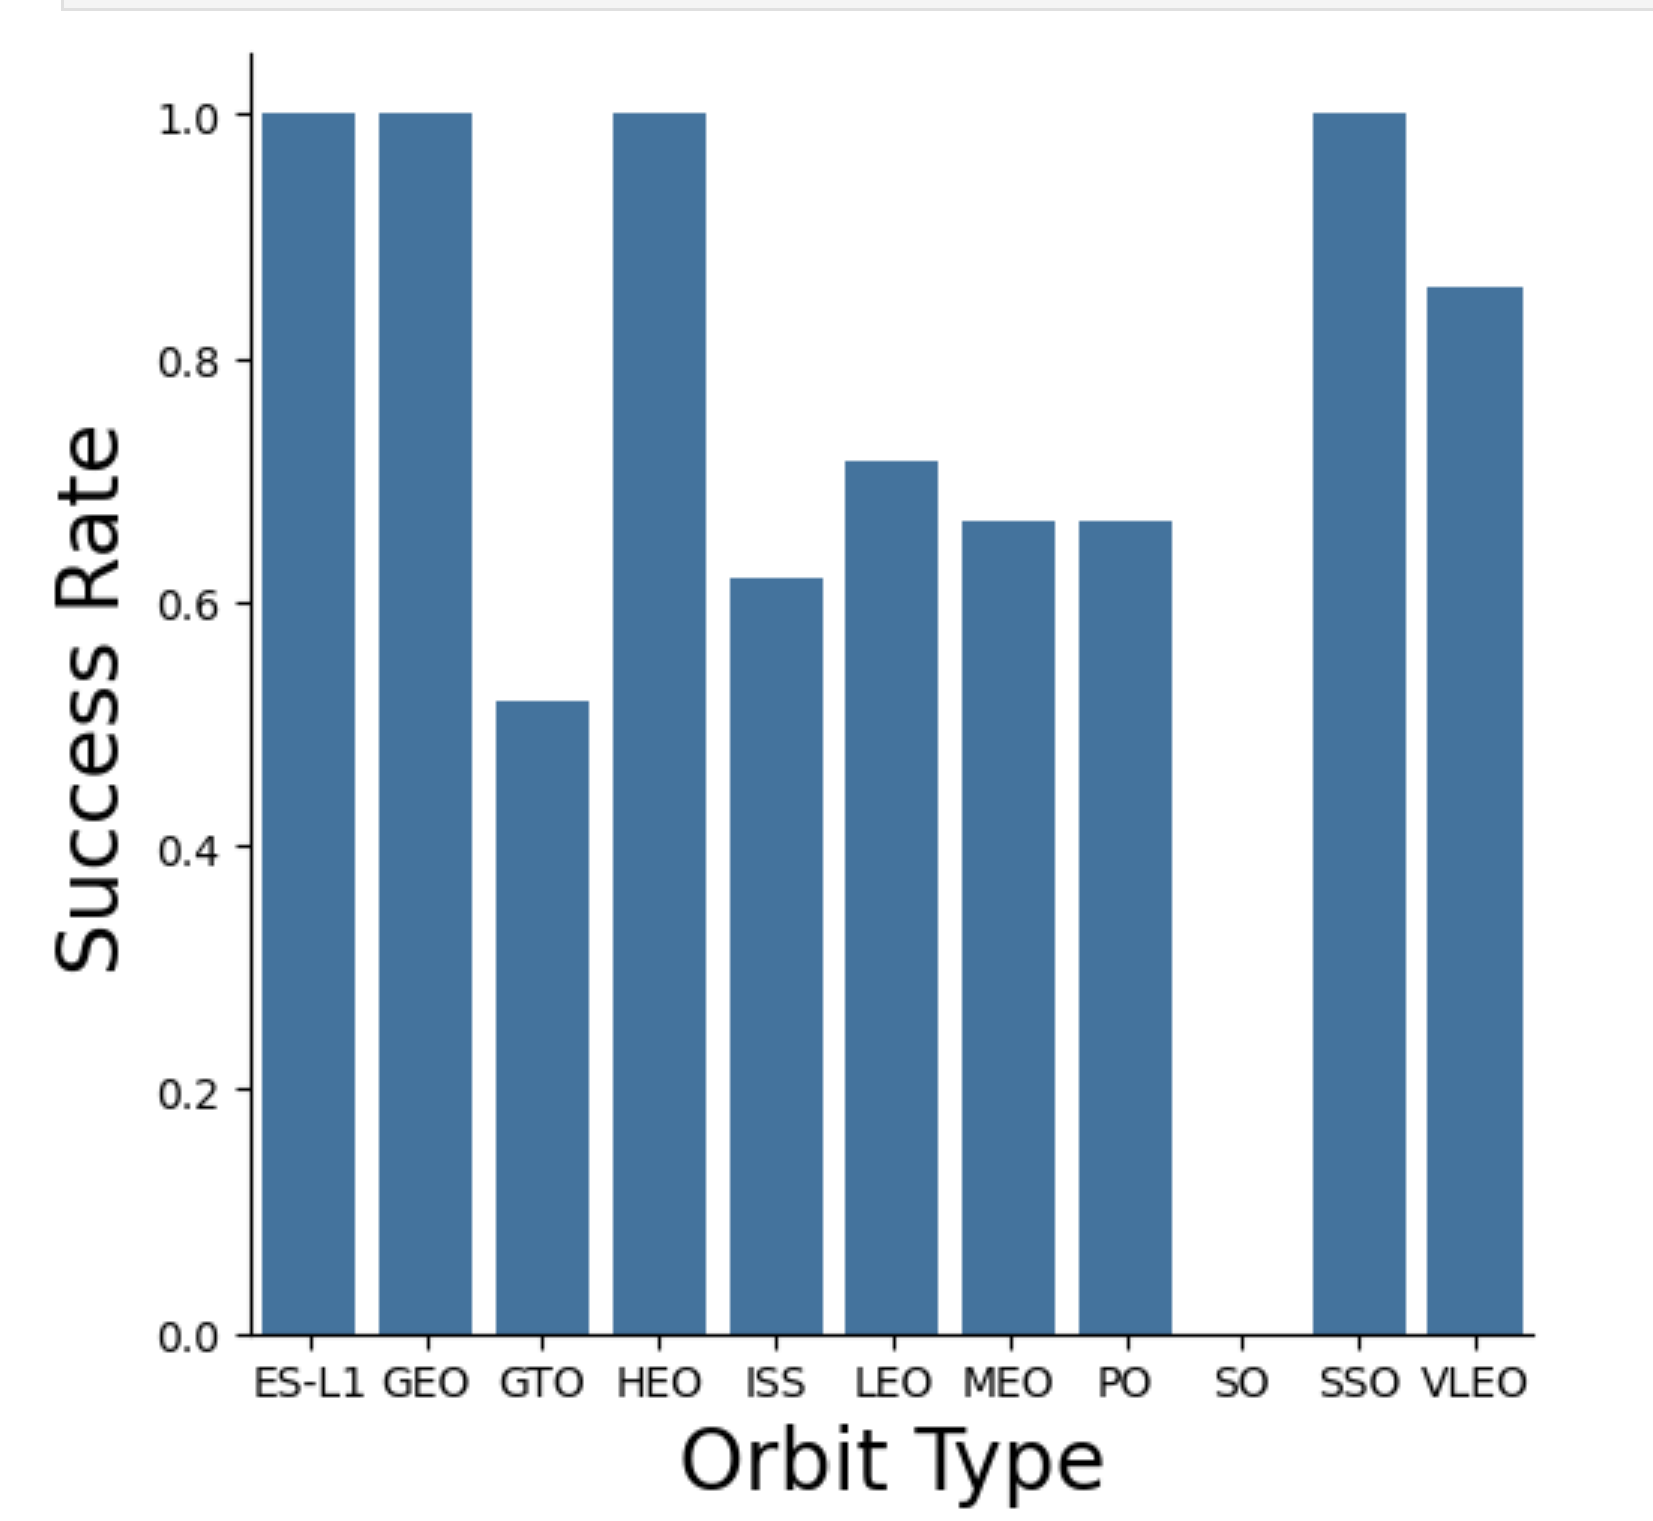 Success Rate
1.0
0.8
0.6
0.4
0.2
0.0
ES-L1 GEO GTO HEO ISS LEO MEO PO SO SSO VLEO
Orbit Type